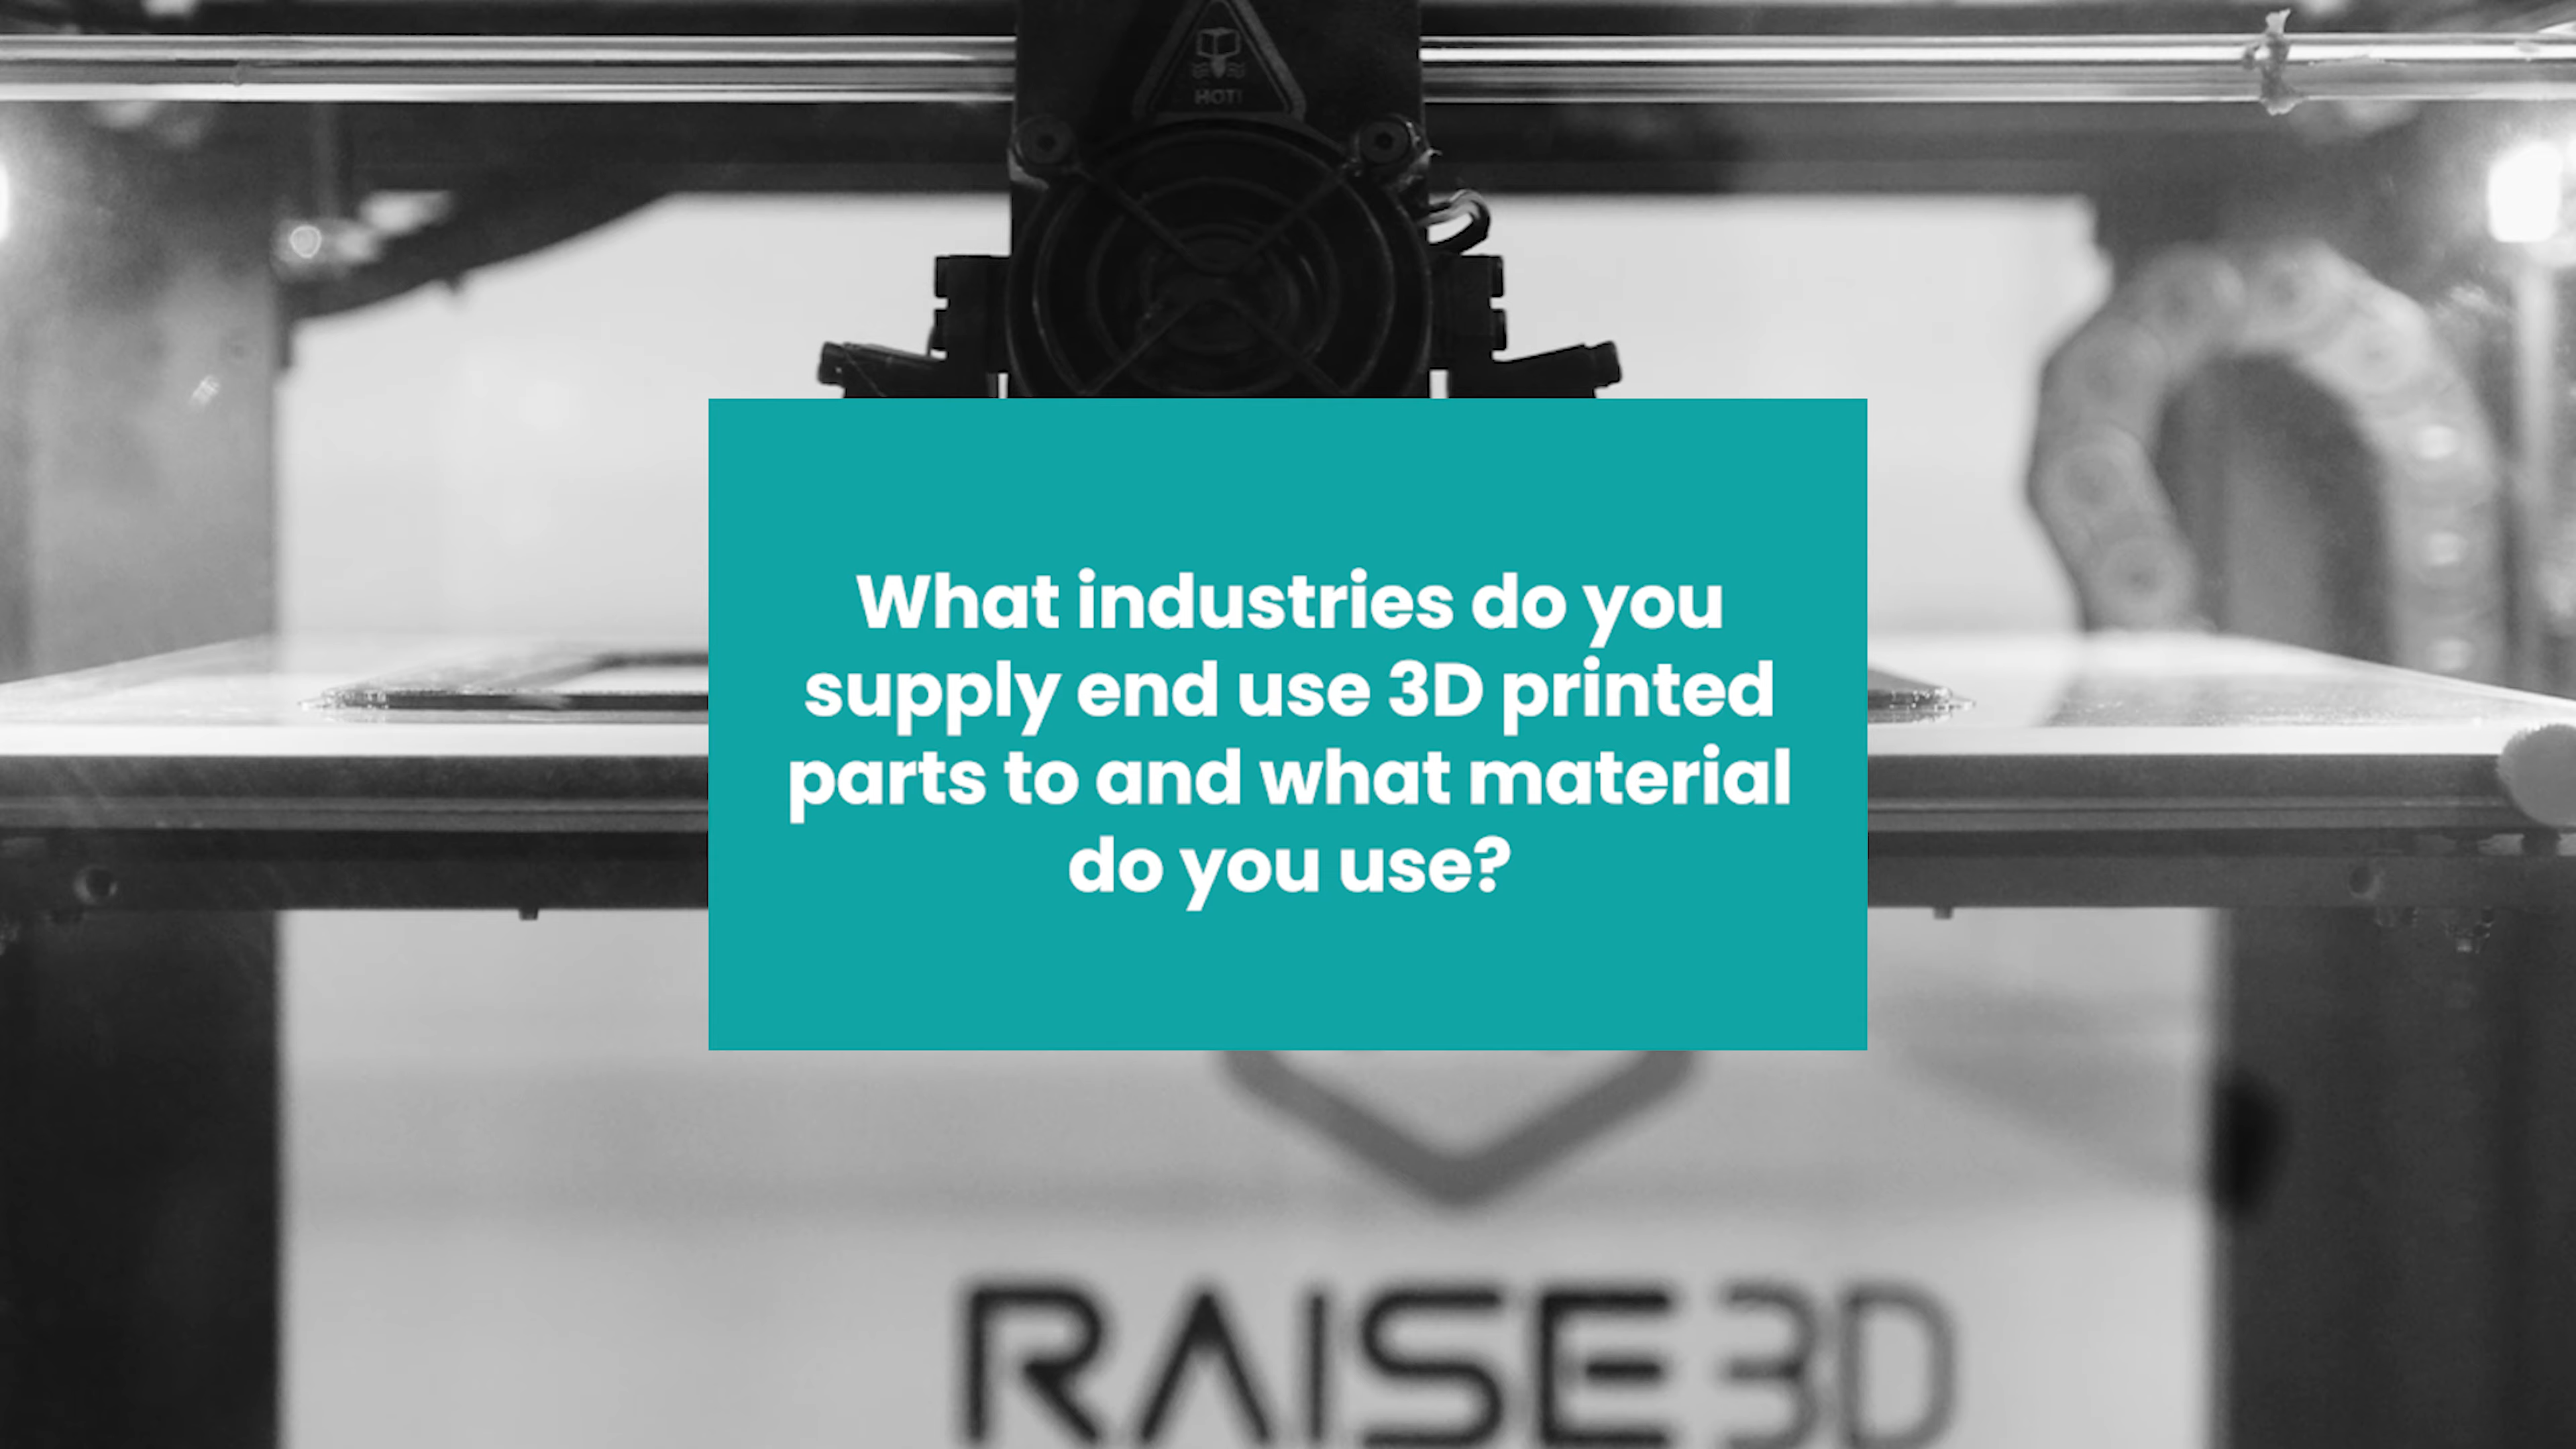 HOT!
What industries do you
supply end use 3D printed
parts to and what material
do you use?
RAISE3D